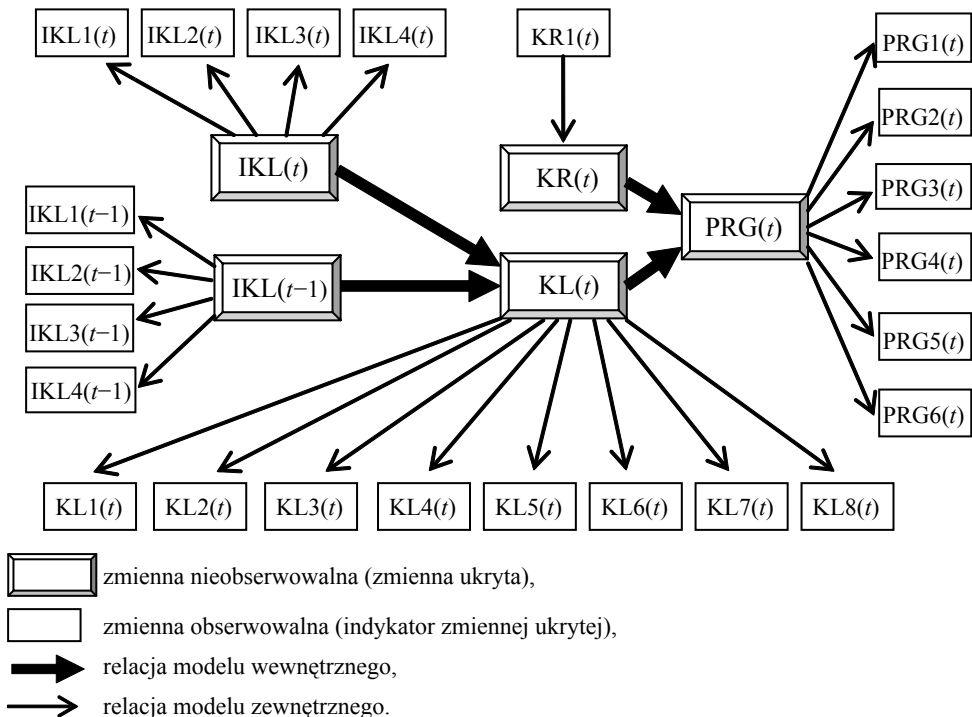 IKL1(t) IKL2(t) IKL3(t) IKL4(t) KR1(t) PRG1(t)
PRG2(t)
IKL(t) KR(t) PRG3(t)
IKL1(t−1) PRG(t)
IKL2(t−1) PRG4(t)
IKL(t−1) KL(t)
IKL3(t−1) PRG5(t)
IKL4(t−1)
PRG6(t)
KL1(t) KL2(t) KL3(t) KL4(t) KL5(t) KL6(t) KL7(t) KL8(t)
zmienna nieobserwowalna (zmienna ukryta),
zmienna obserwowalna (indykator zmiennej ukrytej),
relacja modelu wewnętrznego,
relacja modelu zewnętrznego.